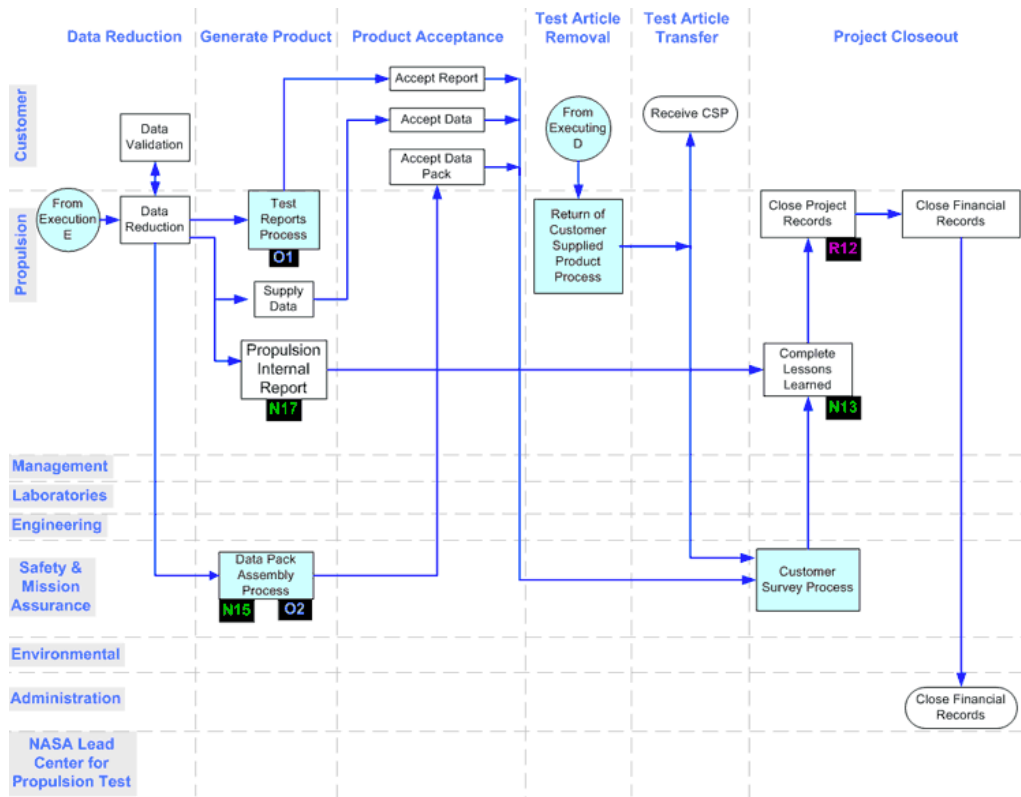 Data Reduction
Generate Product
Product Acceptance
Test Article
Removal
Test Article
Transfer
Project Closeout
Customer
Propulsion
Management
Laboratories
Engineering
Safety &
Mission
Assurance
Environmental
Administration
NASA Lead
Center for
Propulsion Test
Accept Report
Accept Data
Accept Data
Pack
Data
Validation
From
Executing
D
Receive CSP
From
Execution
E
Data
Reduction
Test
Reports
Process
O1
Supply
Data
Propulsion
Internal
Report
N17
Return of
Customer
Supplied
Product
Process
Close Project
Records
R12
Close Financial
Records
Complete
Lessons
Learned
N13
Data Pack
Assembly
Process
N15
O2
Customer
Survey Process
Close Financial
Records